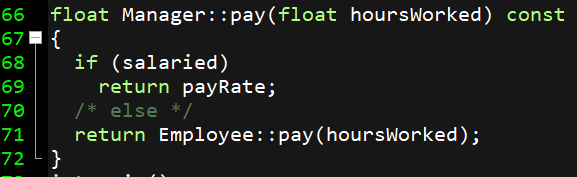 66 float Manager::pay(float hoursWorked) const
67 {
68 if (salaried)
69 return payRate;
70 /* else */
71 return Employee::pay(hoursWorked);
72 }